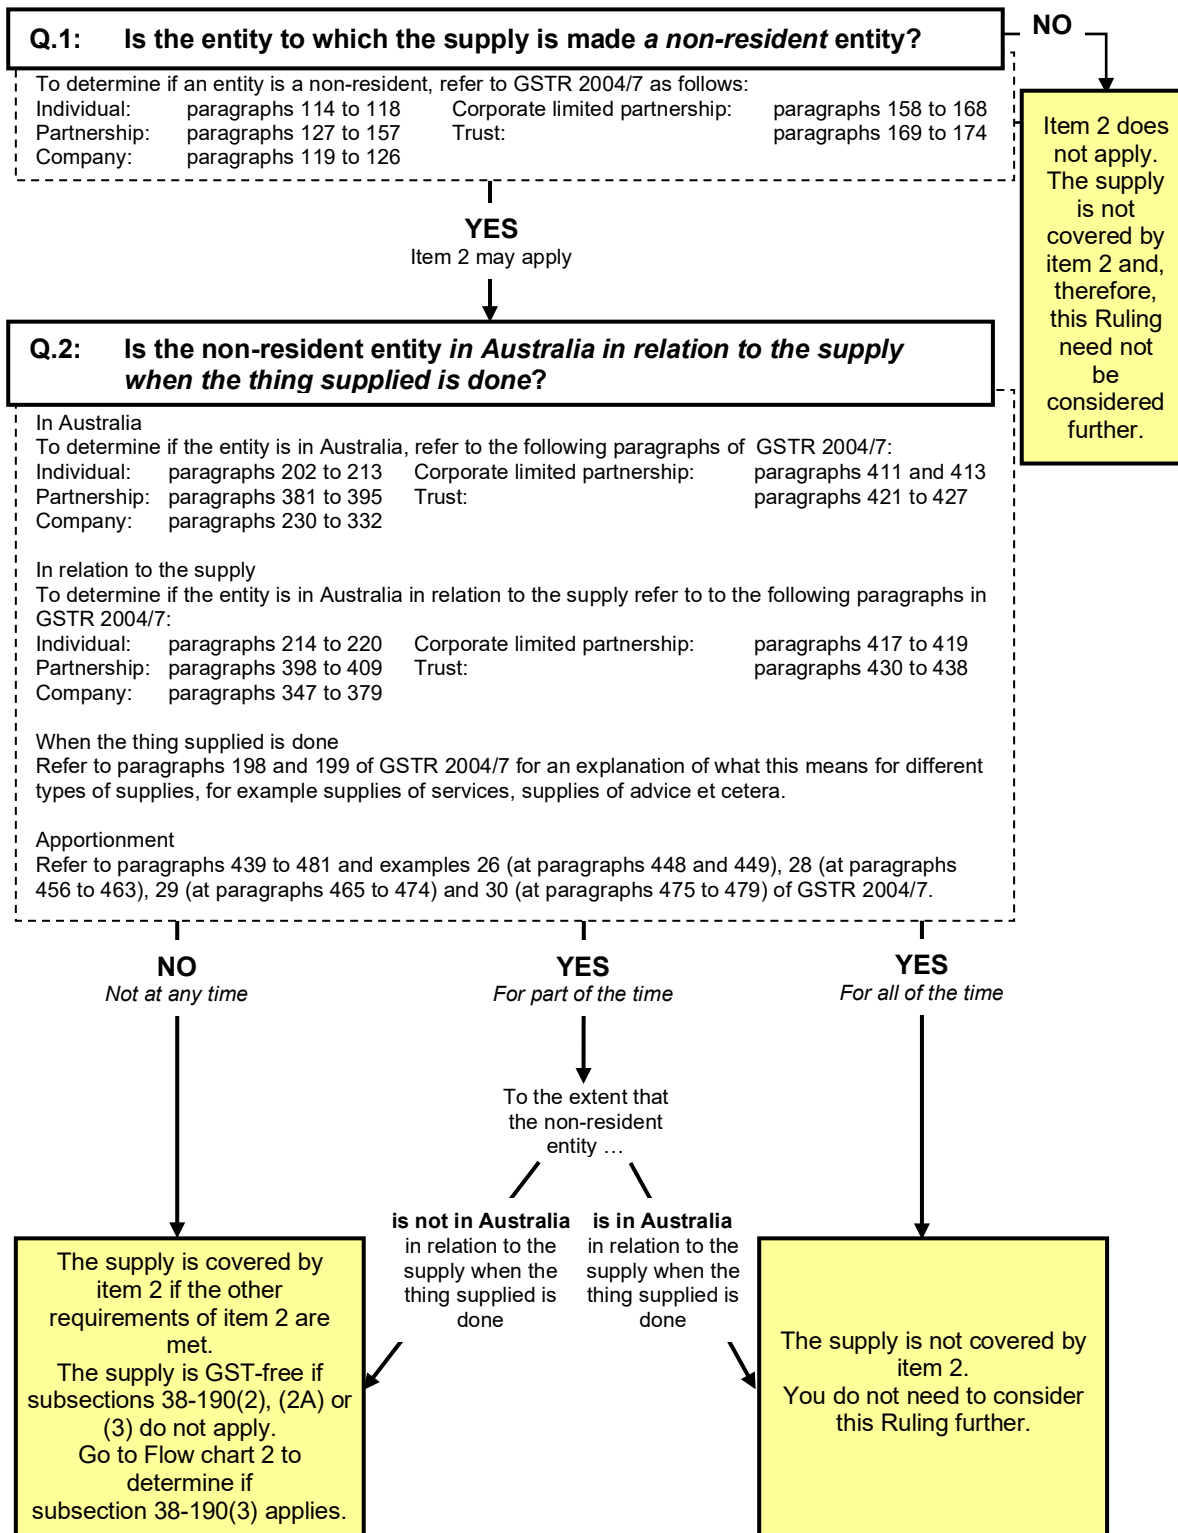 Q.1: Is the entity to which the supply is made a non-resident entity?
NO
To determine if an entity is a non-resident, refer to GSTR 2004/7 as follows:
Individual: paragraphs 114 to 118 Corporate limited partnership: paragraphs 158 to 168
Partnership: paragraphs 127 to 157 Trust: paragraphs 169 to 174
Company: paragraphs 119 to 126
Item 2 does
not apply.
The supply
is not
covered by
item 2 and,
therefore,
this Ruling
need not
be
considered
further.
YES
Item 2 may apply
Q.2: Is the non-resident entity in Australia in relation to the supply
when the thing supplied is done?
In Australia
To determine if the entity is in Australia, refer to the following paragraphs of GSTR 2004/7:
Individual: paragraphs 202 to 213 Corporate limited partnership: paragraphs 411 and 413
Partnership: paragraphs 381 to 395 Trust: paragraphs 421 to 427
Company: paragraphs 230 to 332
In relation to the supply
To determine if the entity is in Australia in relation to the supply refer to to the following paragraphs in
GSTR 2004/7:
Individual: paragraphs 214 to 220 Corporate limited partnership: paragraphs 417 to 419
Partnership: paragraphs 398 to 409 Trust: paragraphs 430 to 438
Company: paragraphs 347 to 379
When the thing supplied is done
Refer to paragraphs 198 and 199 of GSTR 2004/7 for an explanation of what this means for different
types of supplies, for example supplies of services, supplies of advice et cetera.
Apportionment
Refer to paragraphs 439 to 481 and examples 26 (at paragraphs 448 and 449), 28 (at paragraphs
456 to 463), 29 (at paragraphs 465 to 474) and 30 (at paragraphs 475 to 479) of GSTR 2004/7.
NO
Not at any time
YES
For part of the time
YES
For all of the time
To the extent that
the non-resident
entity …
is not in Australia
in relation to the
supply when the
thing supplied is
done
is in Australia
in relation to the
supply when the
thing supplied is
done
The supply is covered by
item 2 if the other
requirements of item 2 are
met.
The supply is GST-free if
subsections 38-190(2), (2A) or
(3) do not apply.
Go to Flow chart 2 to
determine if
subsection 38-190(3) applies.
The supply is not covered by
item 2.
You do not need to consider
this Ruling further.